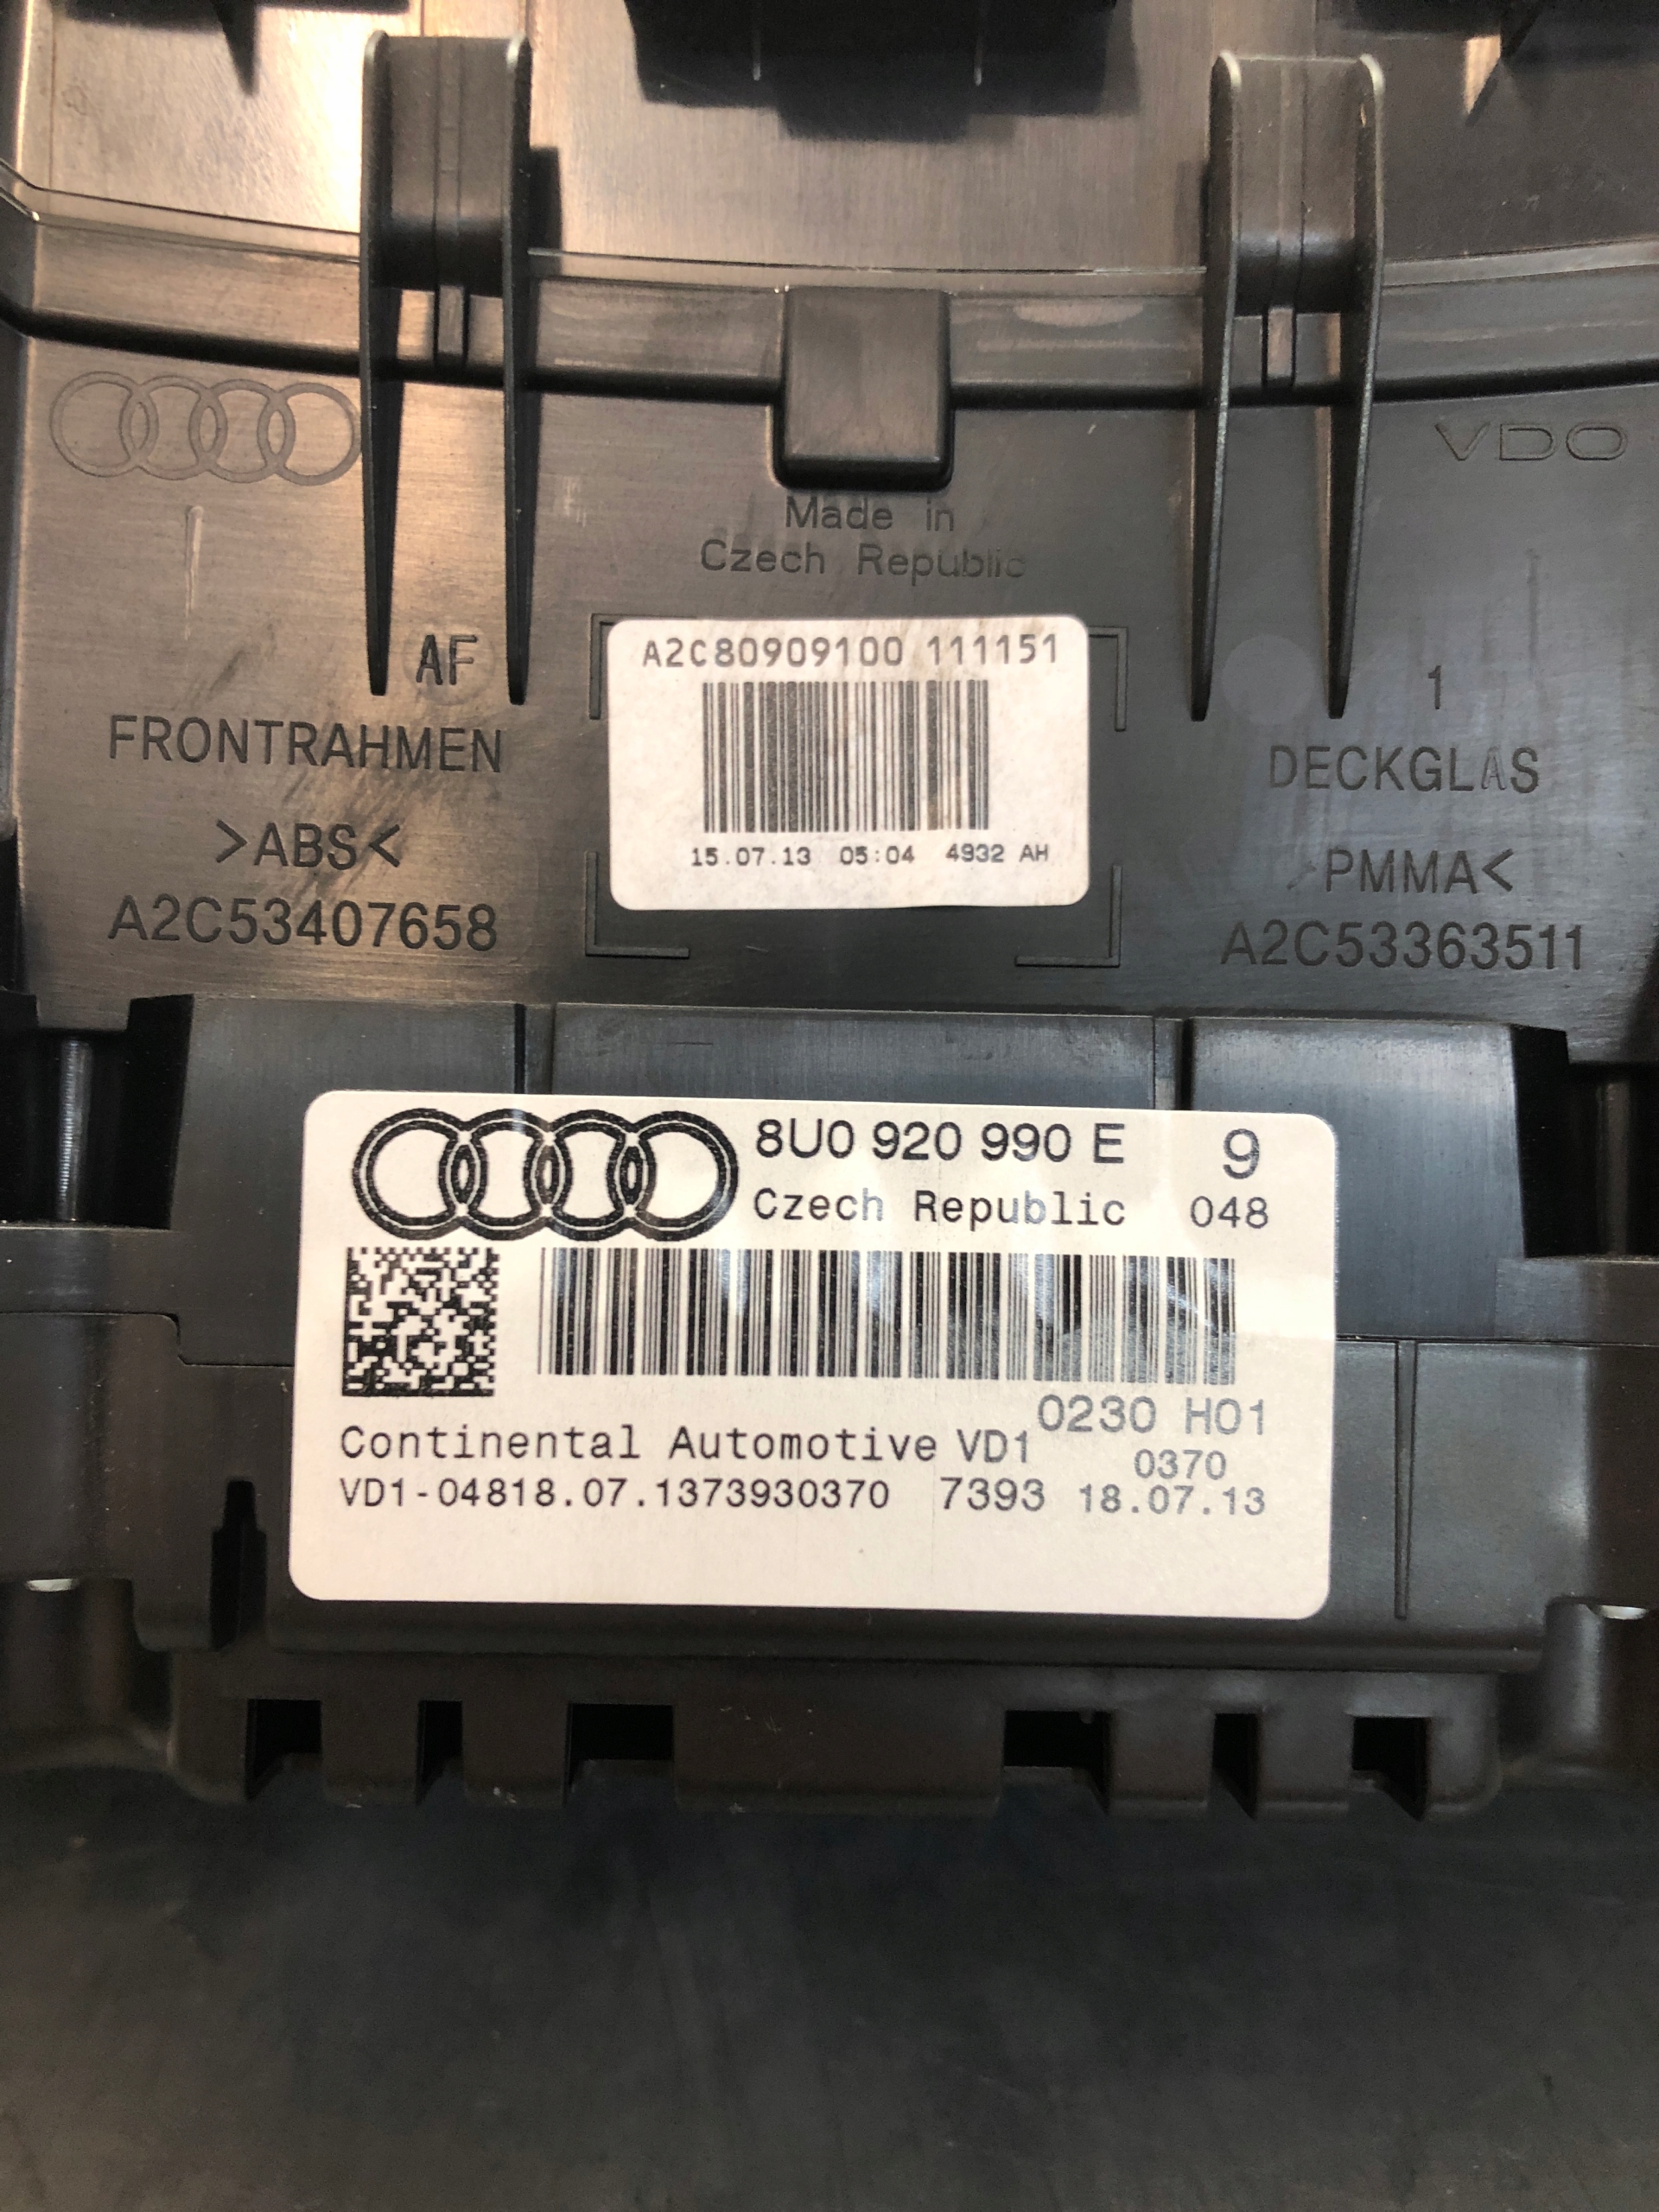 VDO
Made in
Czech Republic
AF
FRONTRAHMEN
>ABS<
A2C53407658
A2C80909100 111151
15.07.13 05:04 4932 AH
1
DECKGLAS
>PMMA<
A2C53363511
8U0 920 990 E 9
Czech Republic 048
0230 H01
Continental Automotive VD1
0370
VD1-04818.07.1373930370 7393 18.07.13